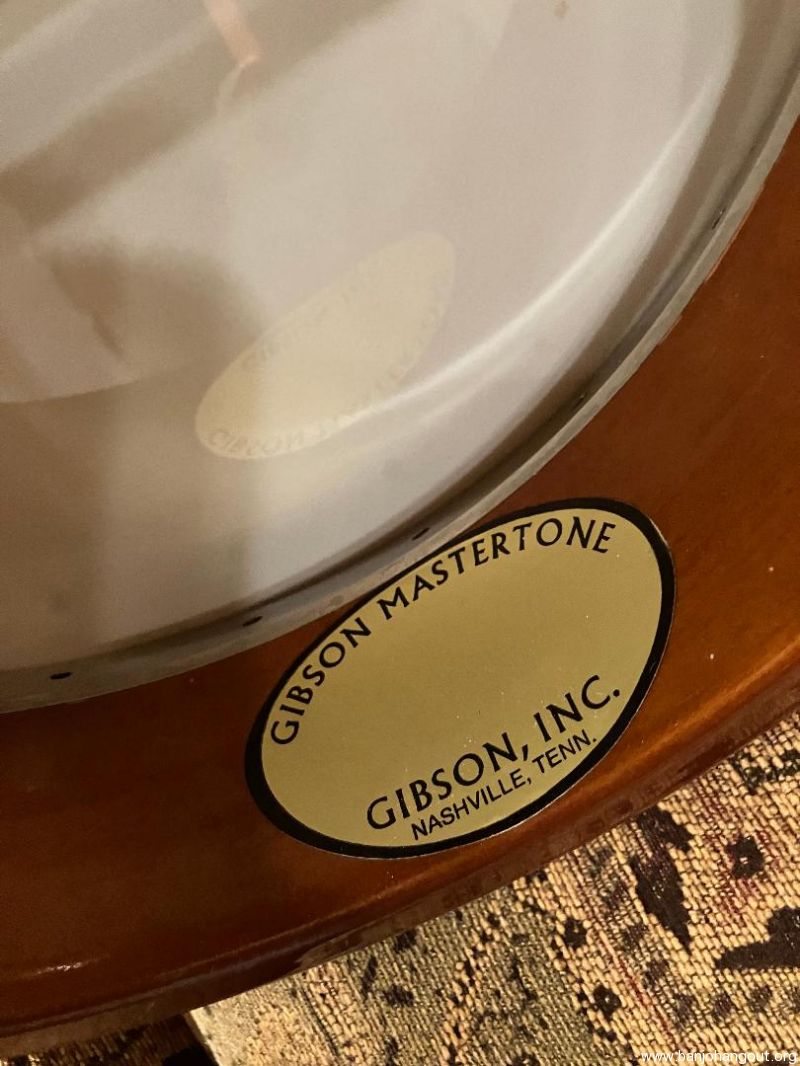 GIBSON MASTERTONE
GIBSON, INC.
NASHVILLE, TENN.
www.banjohangout.org